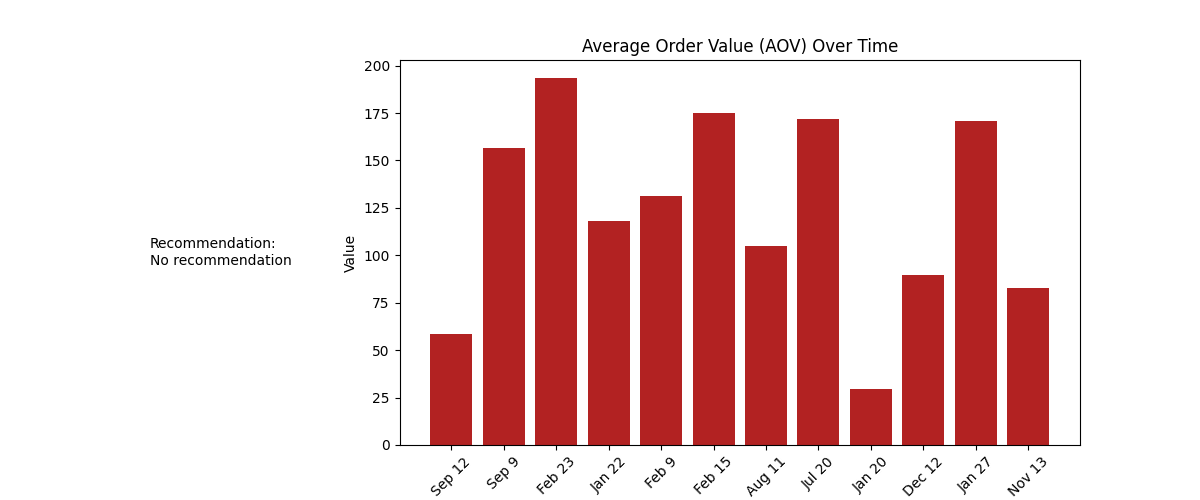 Average Order Value (AOV) Over Time
Recommendation:
No recommendation
Value
200
175
150
125
100
75
50
25
0
Sep 12
Sep 9
Feb 23
Jan 22
Feb 9
Feb 15
Aug 11
Jul 20
Jan 20
Dec 12
Jan 27
Nov 13